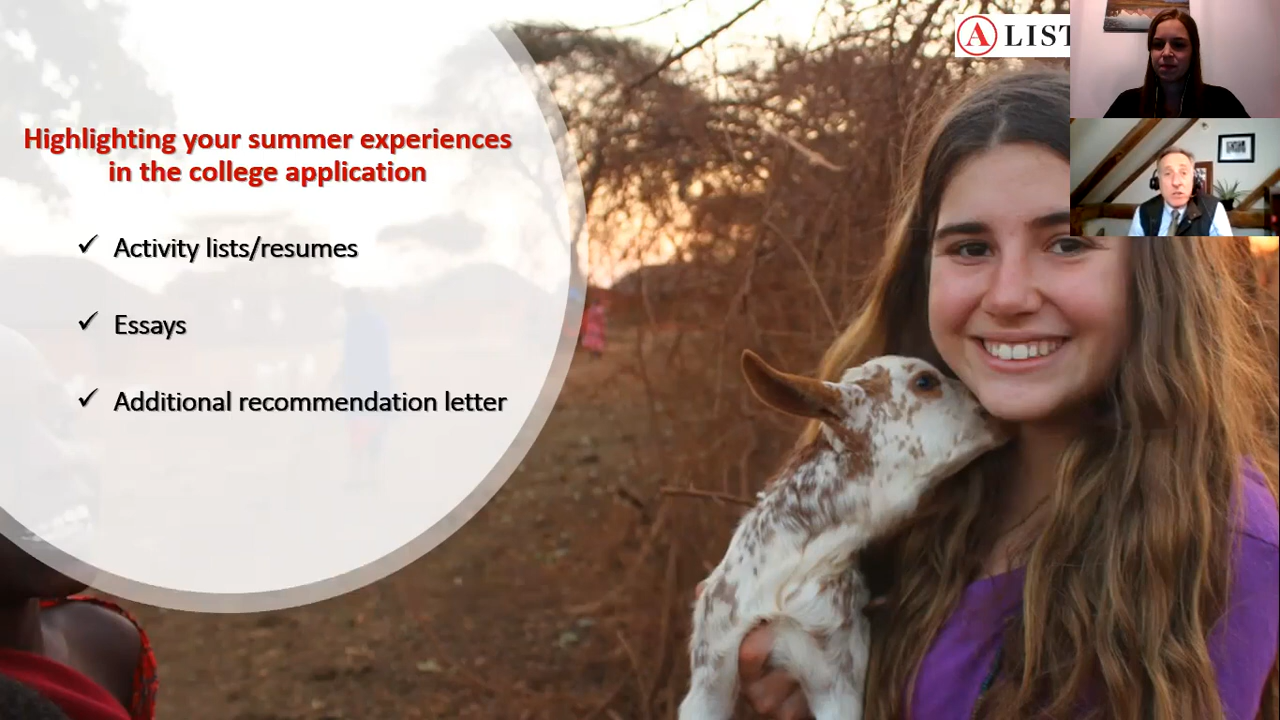 A LIST
Highlighting your summer experiences
in the college application
✓ Activity lists/resumes
✓ Essays
✓ Additional recommendation letter